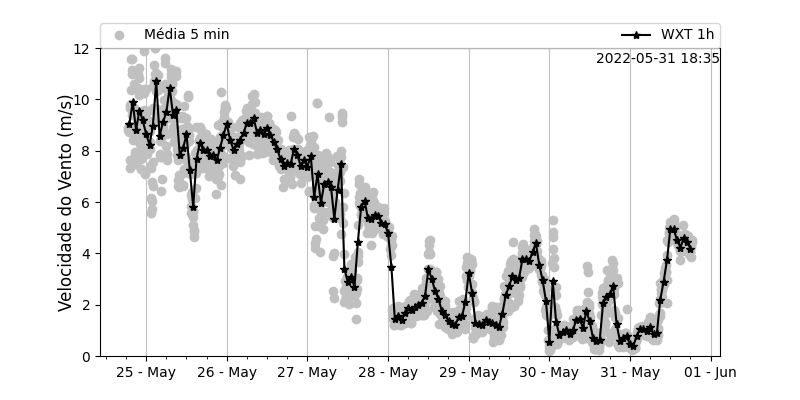 Média 5 min
WXT 1h
2022-05-31 18:35
Velocidade do Vento (m/s)
12
10
8
6
4
2
0
25 - May
26 - May
27 - May
28 - May
29 - May
30 - May
31 - May
01 - Jun